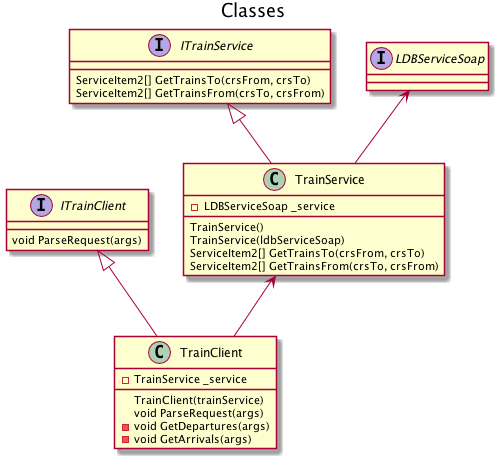 Classes
I ITrainService
ServiceItem2[] GetTrainsTo(crsFrom, crsTo)
ServiceItem2[] GetTrainsFrom(crsTo, crsFrom)
I LDBServiceSoap
C TrainService
LDBServiceSoap _service
TrainService()
TrainService(ldbServiceSoap)
ServiceItem2[] GetTrainsTo(crsFrom, crsTo)
ServiceItem2[] GetTrainsFrom(crsTo, crsFrom)
I ITrainClient
void ParseRequest(args)
C TrainClient
TrainService _service
TrainClient(trainService)
void ParseRequest(args)
void GetDepartures(args)
void GetArrivals(args)